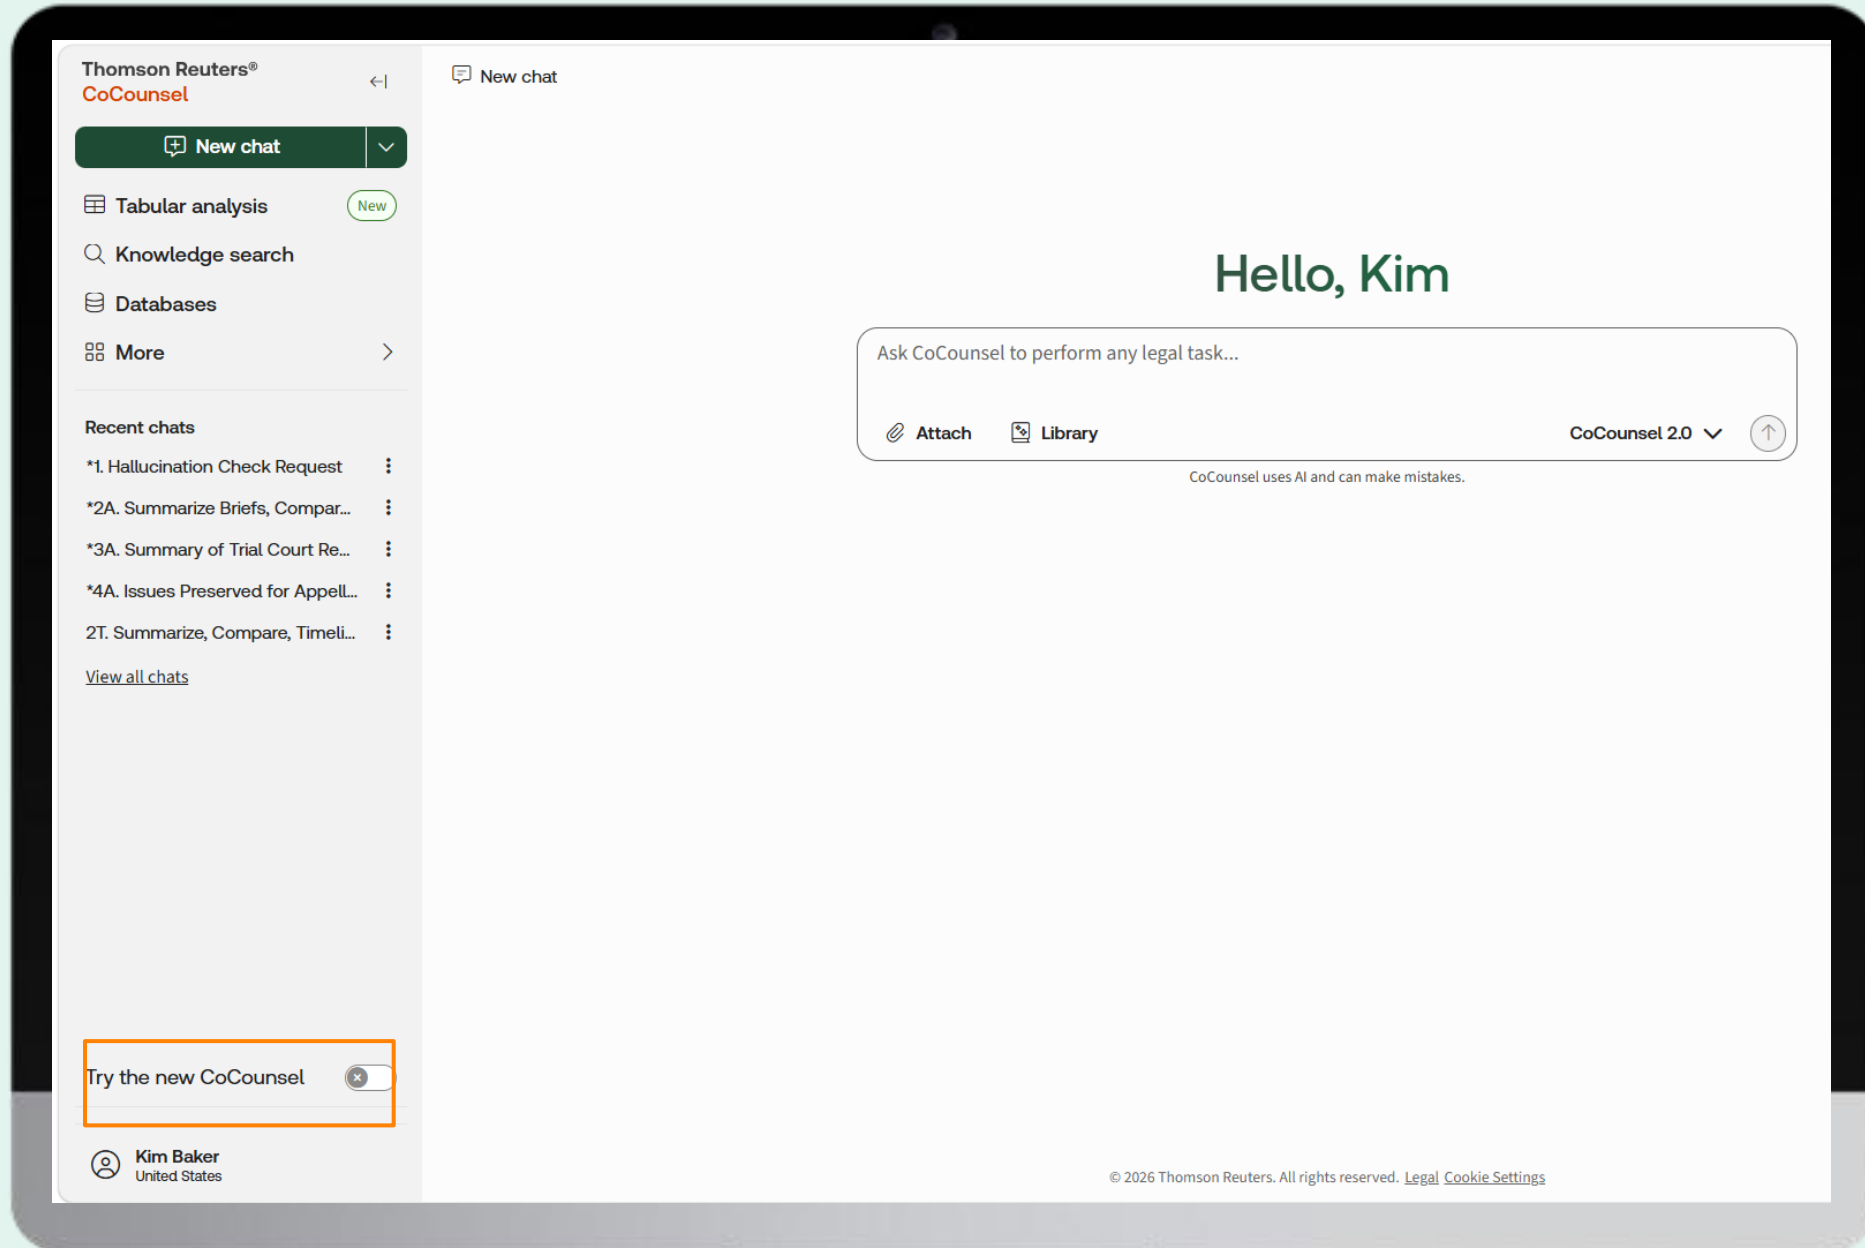 Thomson Reuters®
CoCounsel
New chat
Tabular analysis New
Knowledge search
Databases
More
Recent chats
*1. Hallucination Check Request
*2A. Summarize Briefs, Compar...
*3A. Summary of Trial Court Re...
*4A. Issues Preserved for Appell...
2T. Summarize, Compare, Timeli...
View all chats
Try the new CoCounsel
Kim Baker
United States
New chat
Hello, Kim
Ask CoCounsel to perform any legal task...
Attach Library CoCounsel 2.0
CoCounsel uses AI and can make mistakes.
© 2026 Thomson Reuters. All rights reserved. Legal Cookie Settings